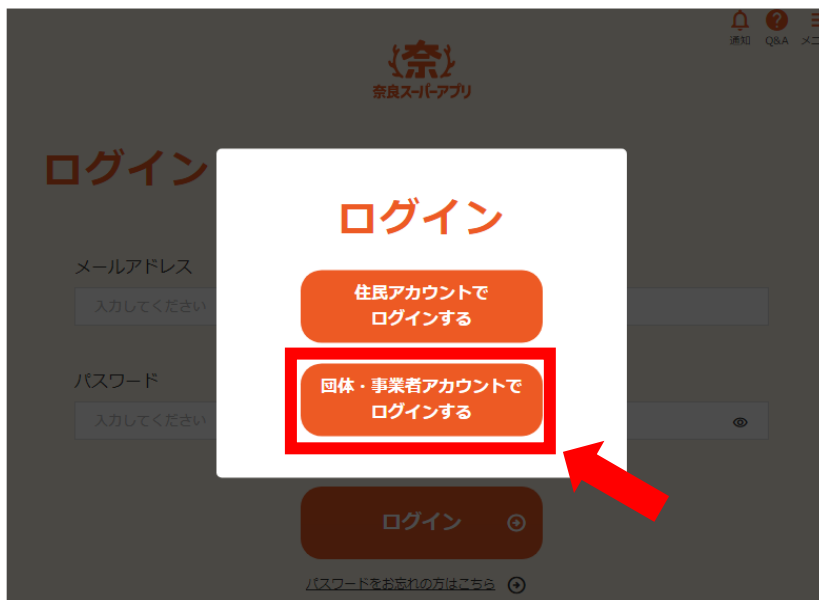 通知 Q&A メニ
奈
奈良スーパーアプリ
ログイン
ログイン
メールアドレス
入力してください
住民アカウントで
ログインする
パスワード
入力してください
団体・事業者アカウントで
ログインする
ログイン
パスワードをお忘れの方はこちら